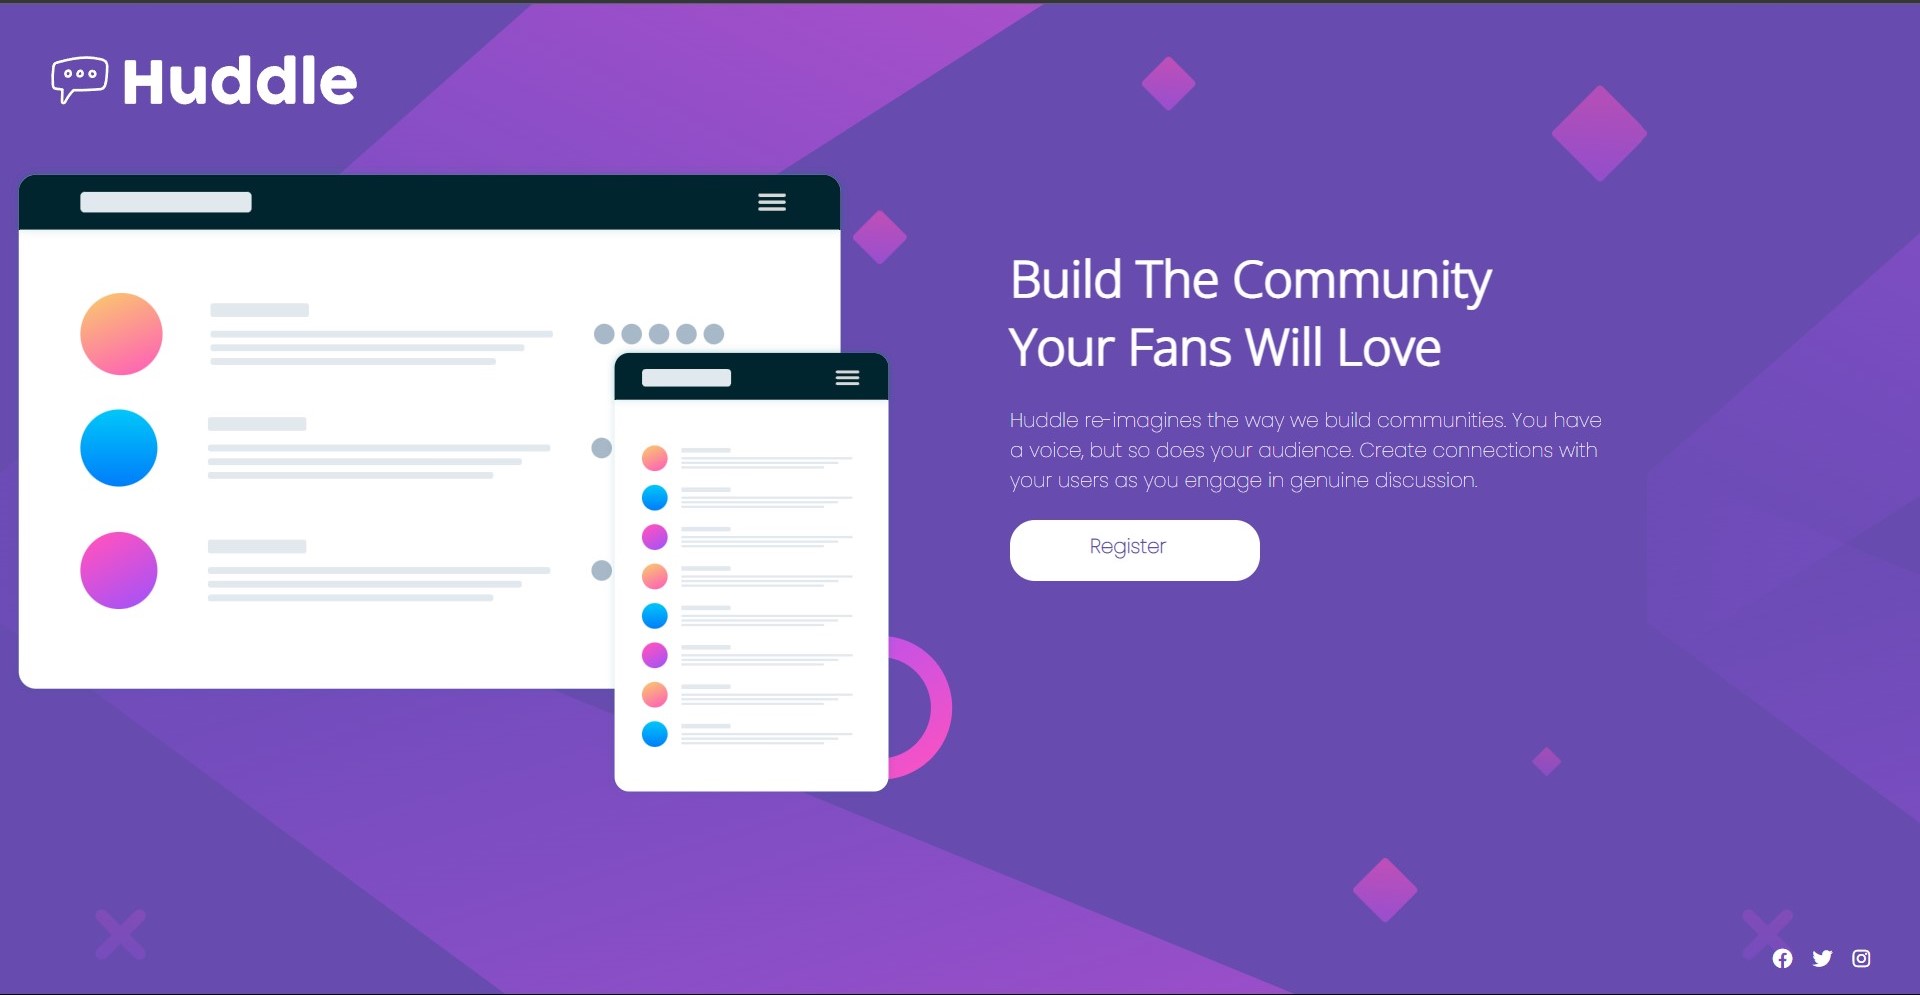 Huddle
Build The Community
Your Fans Will Love
Huddle re-imagines the way we build communities. You have
a voice, but so does your audience. Create connections with
your users as you engage in genuine discussion.
Register